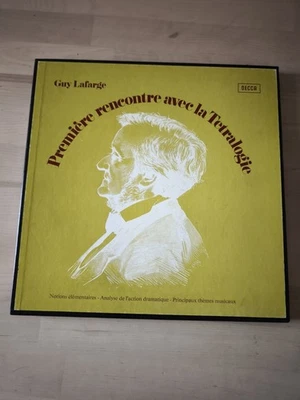 Guy Lafarge
DECCA
Première rencontre avec la Tétralogie
Notions élémentaires - Analyse de l'action dramatique - Principaux thèmes musicaux